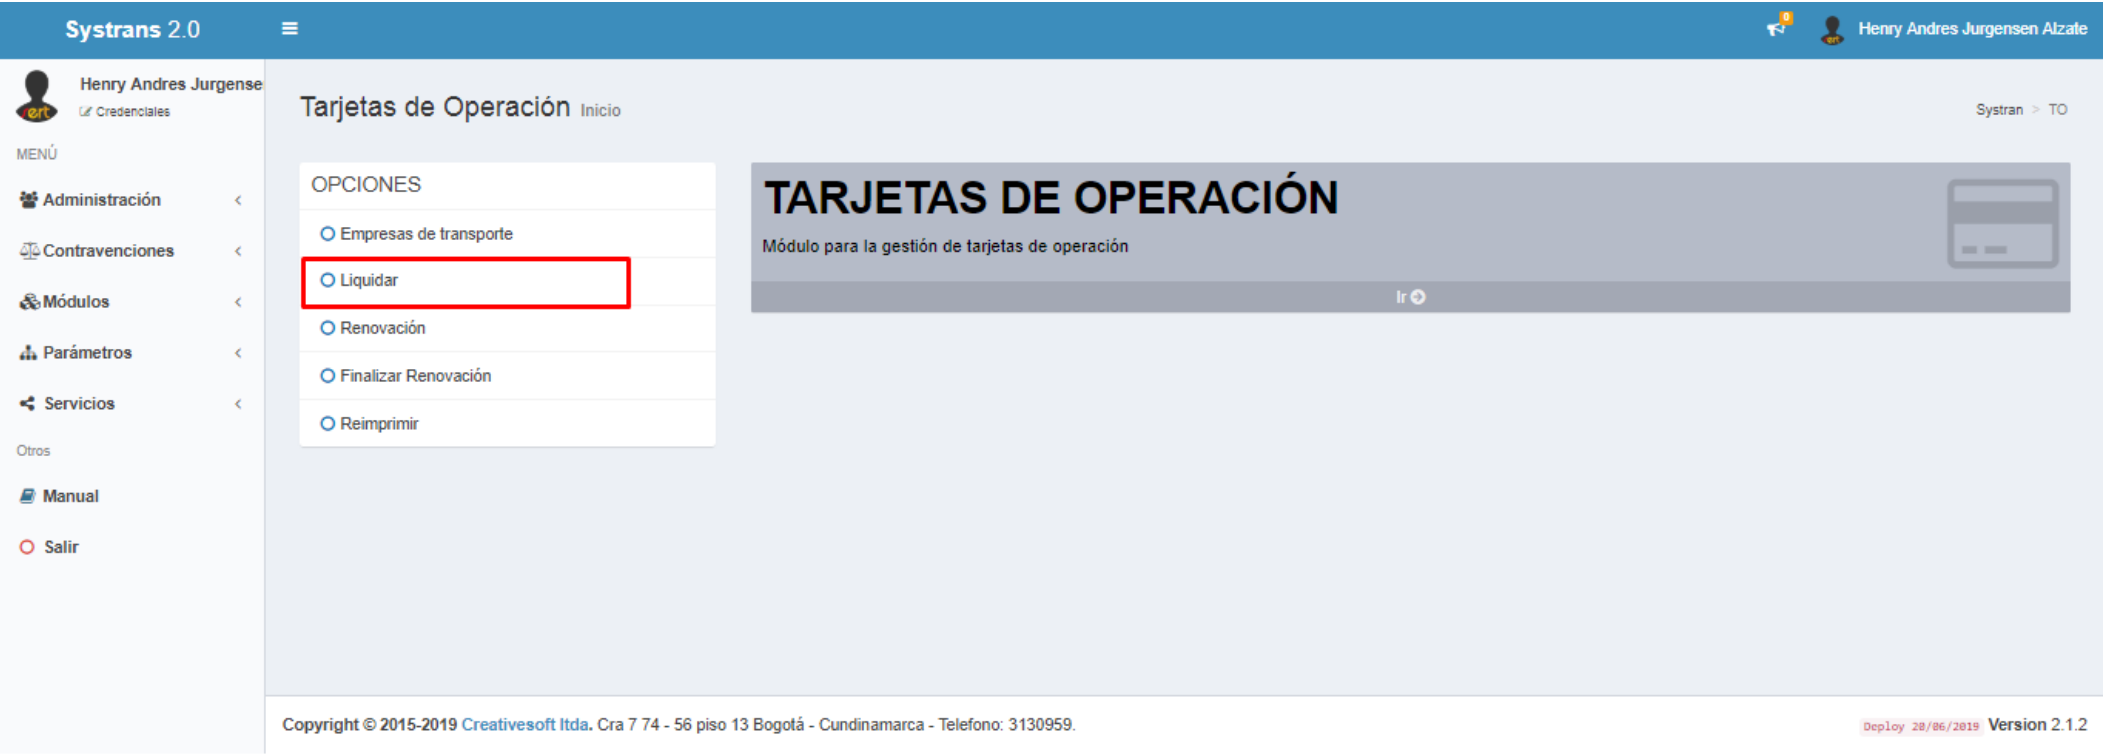 Systrans 2.0
0
Henry Andres Jurgensen Alzate
Henry Andres Jurgense
Credenciales
MENÚ
Administración
Contravenciones
Módulos
Parámetros
Servicios
Otros
Manual
Salir
Tarjetas de Operación Inicio
Systran > TO
OPCIONES
Empresas de transporte
Liquidar
Renovación
Finalizar Renovación
Reimprimir
TARJETAS DE OPERACIÓN
Módulo para la gestión de tarjetas de operación
Ir
Copyright © 2015-2019 Creativesoft ltda. Cra 7 74 - 56 piso 13 Bogotá - Cundinamarca - Telefono: 3130959.
Deploy 20/06/2019 Version 2.1.2